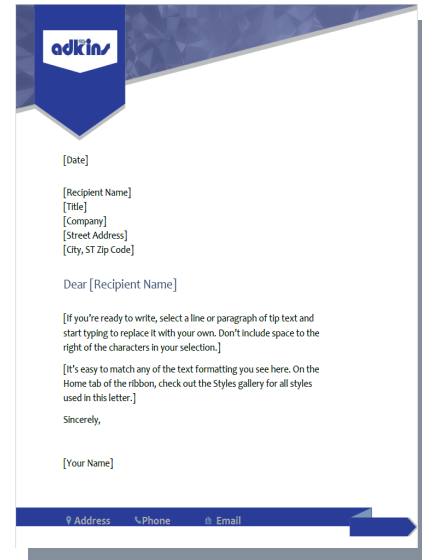 adkins
[Date]
[Recipient Name]
[Title]
[Company]
[Street Address]
[City, ST Zip Code]
Dear [Recipient Name]
[If you’re ready to write, select a line or paragraph of tip text and
start typing to replace it with your own. Don’t include space to the
right of the characters in your selection.]
[It’s easy to match any of the text formatting you see here. On the
Home tab of the ribbon, check out the Styles gallery for all styles
used in this letter.]
Sincerely,
[Your Name]
Address Phone Email